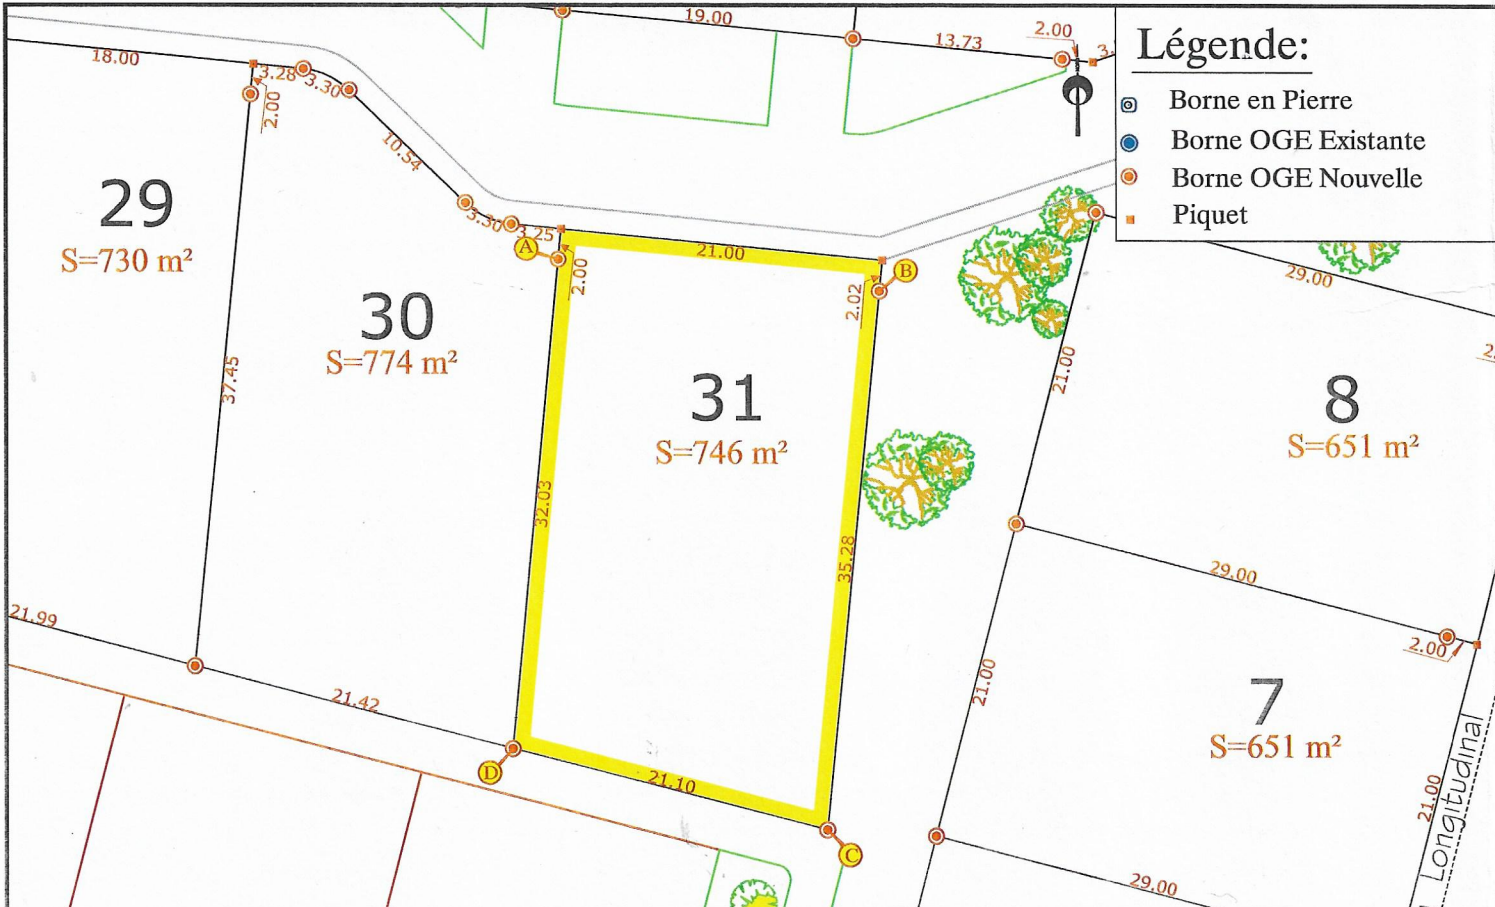 19.00
2.00
13.73
Légende:
Borne en Pierre
Borne OGE Existante
Borne OGE Nouvelle
Piquet
18.00
3.28
3.30
2.00
10.54
3.30
3.25
A
21.00
2.00
2.02
B
29.00
29
S=730 m²
30
S=774 m²
31
S=746 m²
8
S=651 m²
21.00
37.45
32.03
35.28
29.00
21.99
21.42
21.10
D
C
21.00
2.00
7
S=651 m²
21.00
Longitudinal
29.00